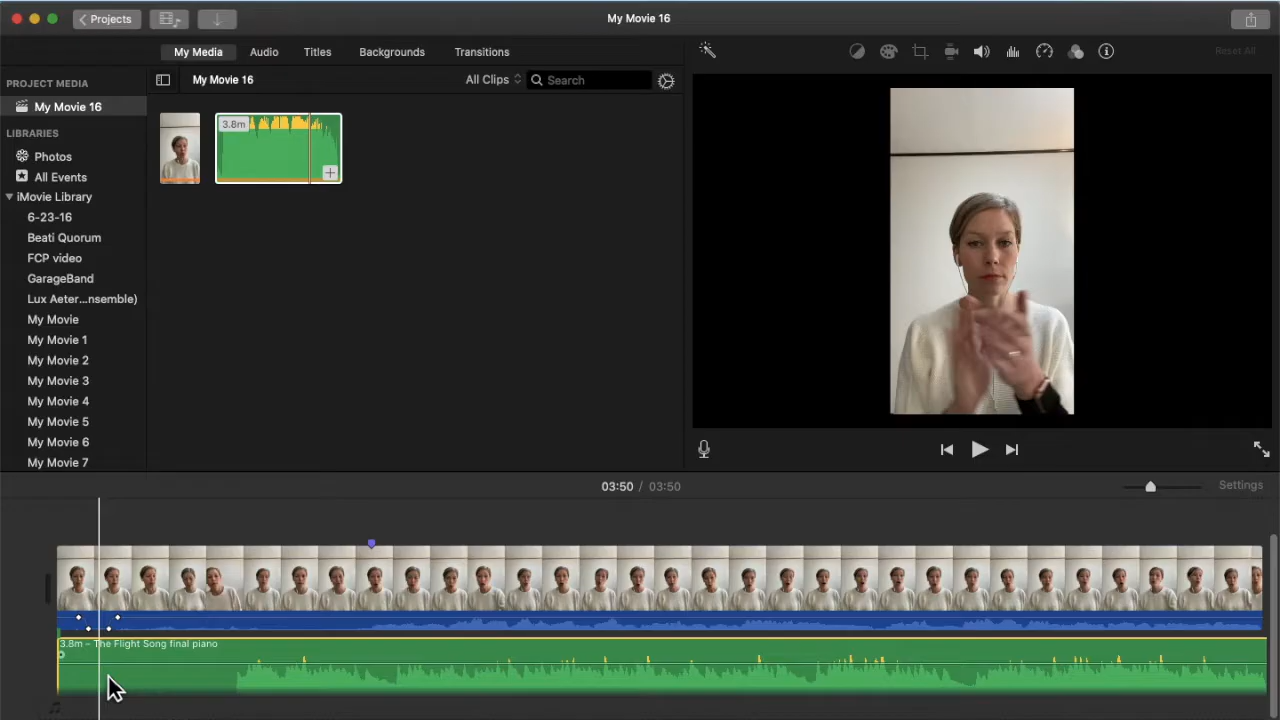 Projects
My Movie 16
My Media
Audio
Titles
Backgrounds
Transitions
Reset All
PROJECT MEDIA
My Movie 16
LIBRARIES
Photos
All Events
iMovie Library
6-23-16
Beati Quorum
FCP video
GarageBand
Lux Aeter...nsemble)
My Movie
My Movie 1
My Movie 2
My Movie 3
My Movie 4
My Movie 5
My Movie 6
My Movie 7
My Movie 16
All Clips
Search
3.8m
03:50 / 03:50
Settings
3.8m – The Flight Song final piano